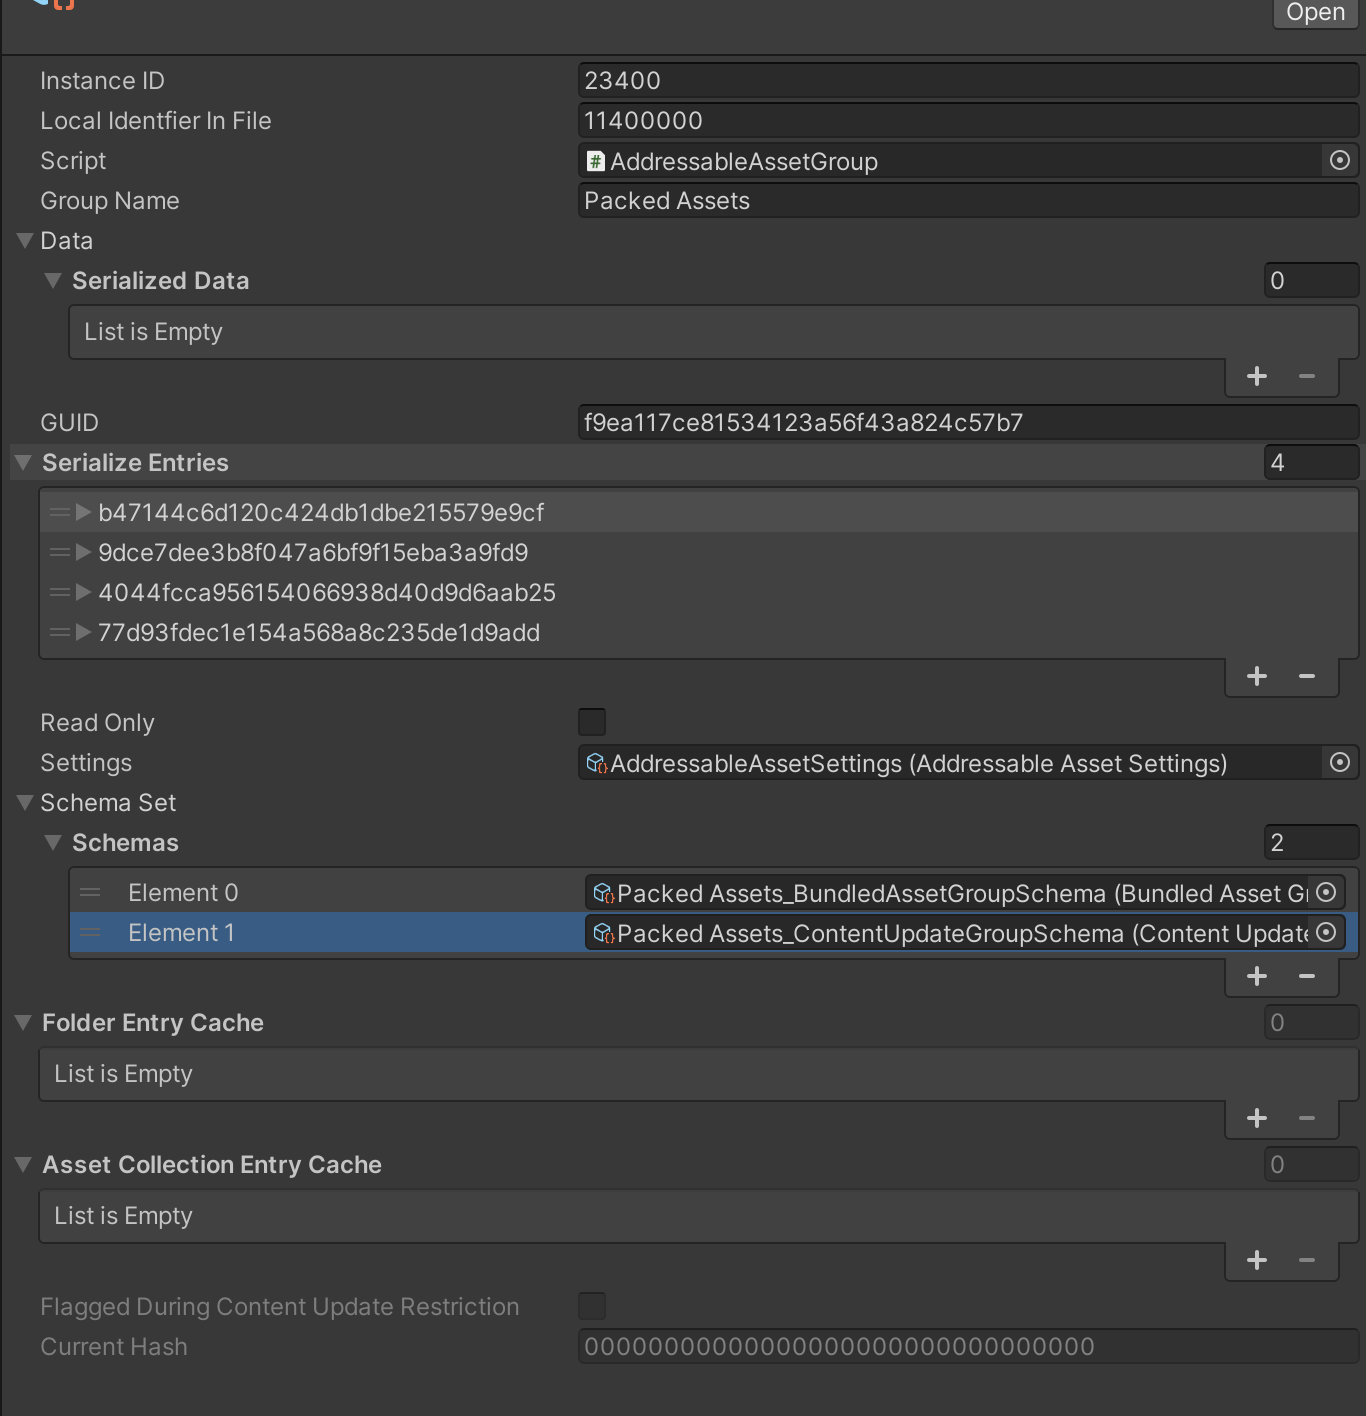 Open
Instance ID 23400
Local Identfier In File 11400000
Script # AddressableAssetGroup
Group Name Packed Assets
Data
Serialized Data 0
List is Empty
+ −
GUID f9ea117ce81534123a56f43a824c57b7
Serialize Entries 4
b47144c6d120c424db1dbe215579e9cf
9dce7dee3b8f047a6bf9f15eba3a9fd9
4044fcca956154066938d40d9d6aab25
77d93fdec1e154a568a8c235de1d9add
+ −
Read Only
Settings AddressableAssetSettings (Addressable Asset Settings)
Schema Set
Schemas 2
Element 0 Packed Assets_BundledAssetGroupSchema (Bundled Asset Gr
Element 1 Packed Assets_ContentUpdateGroupSchema (Content Update
+ −
Folder Entry Cache 0
List is Empty
+ −
Asset Collection Entry Cache 0
List is Empty
+ −
Flagged During Content Update Restriction
Current Hash 00000000000000000000000000000000